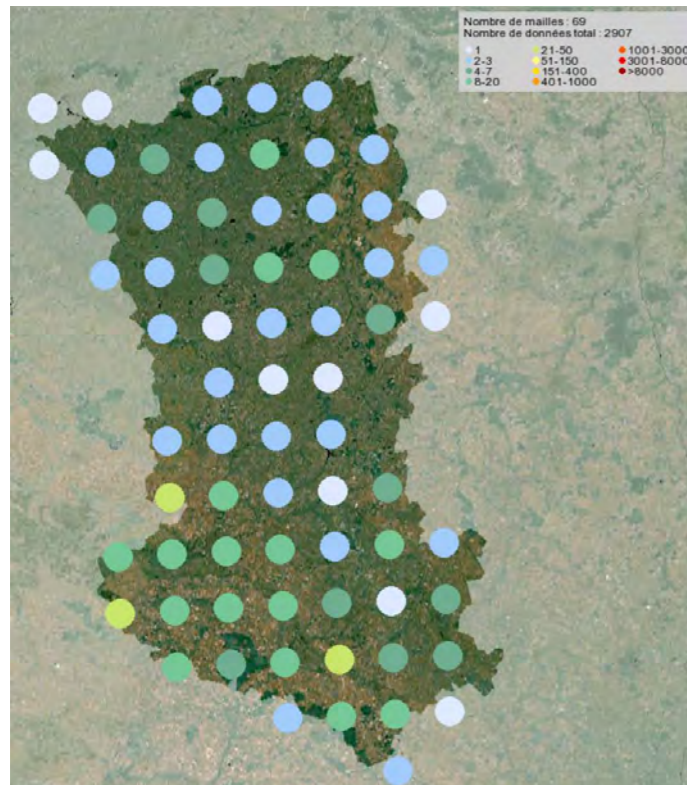 Nombre de mailles : 69
Nombre de données total : 2907
1 21-50 1001-3000
2-3 51-150 3001-8000
4-7 151-400 >8000
8-20 401-1000